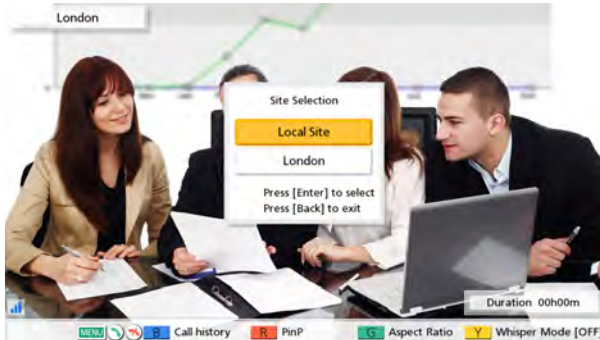 London
Site Selection
Local Site
London
Press [Enter] to select
Press [Back] to exit
Duration 00h00m
MENU B Call history R PinP G Aspect Ratio Y Whisper Mode [OFF]